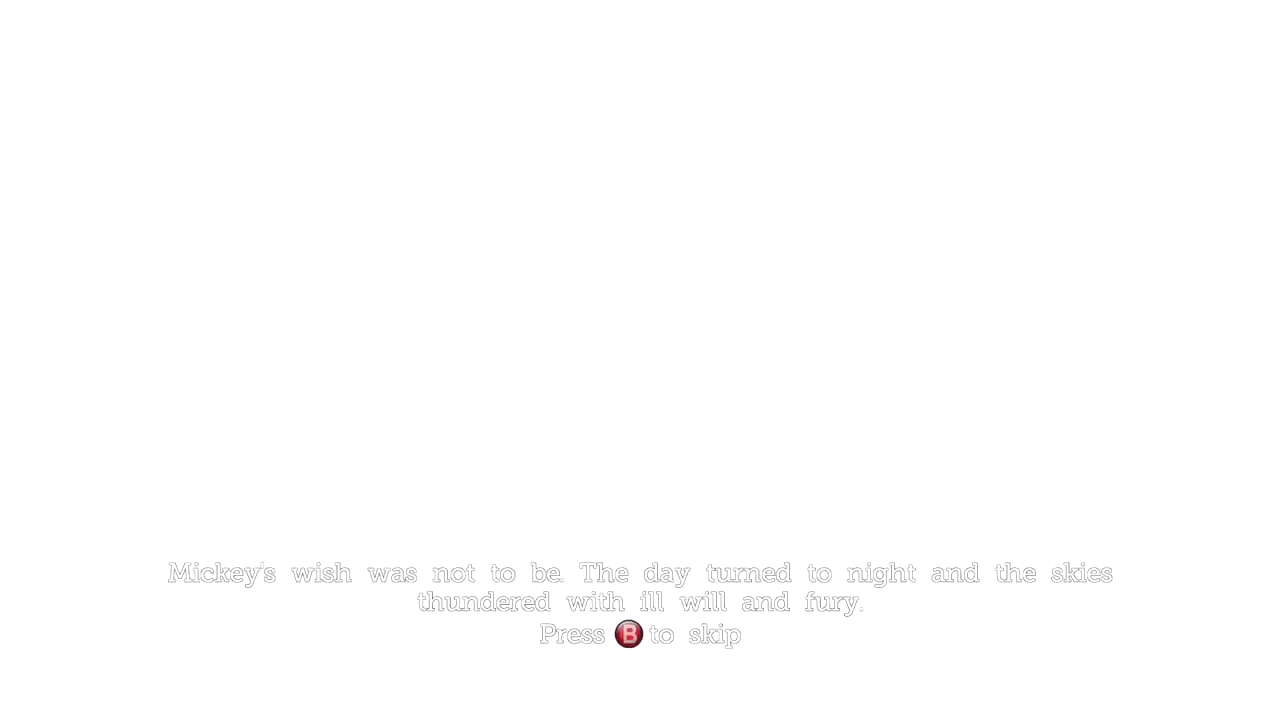 Mickey's wish was not to be. The day turned to night and the skies
thundered with ill will and fury.
Press B to skip